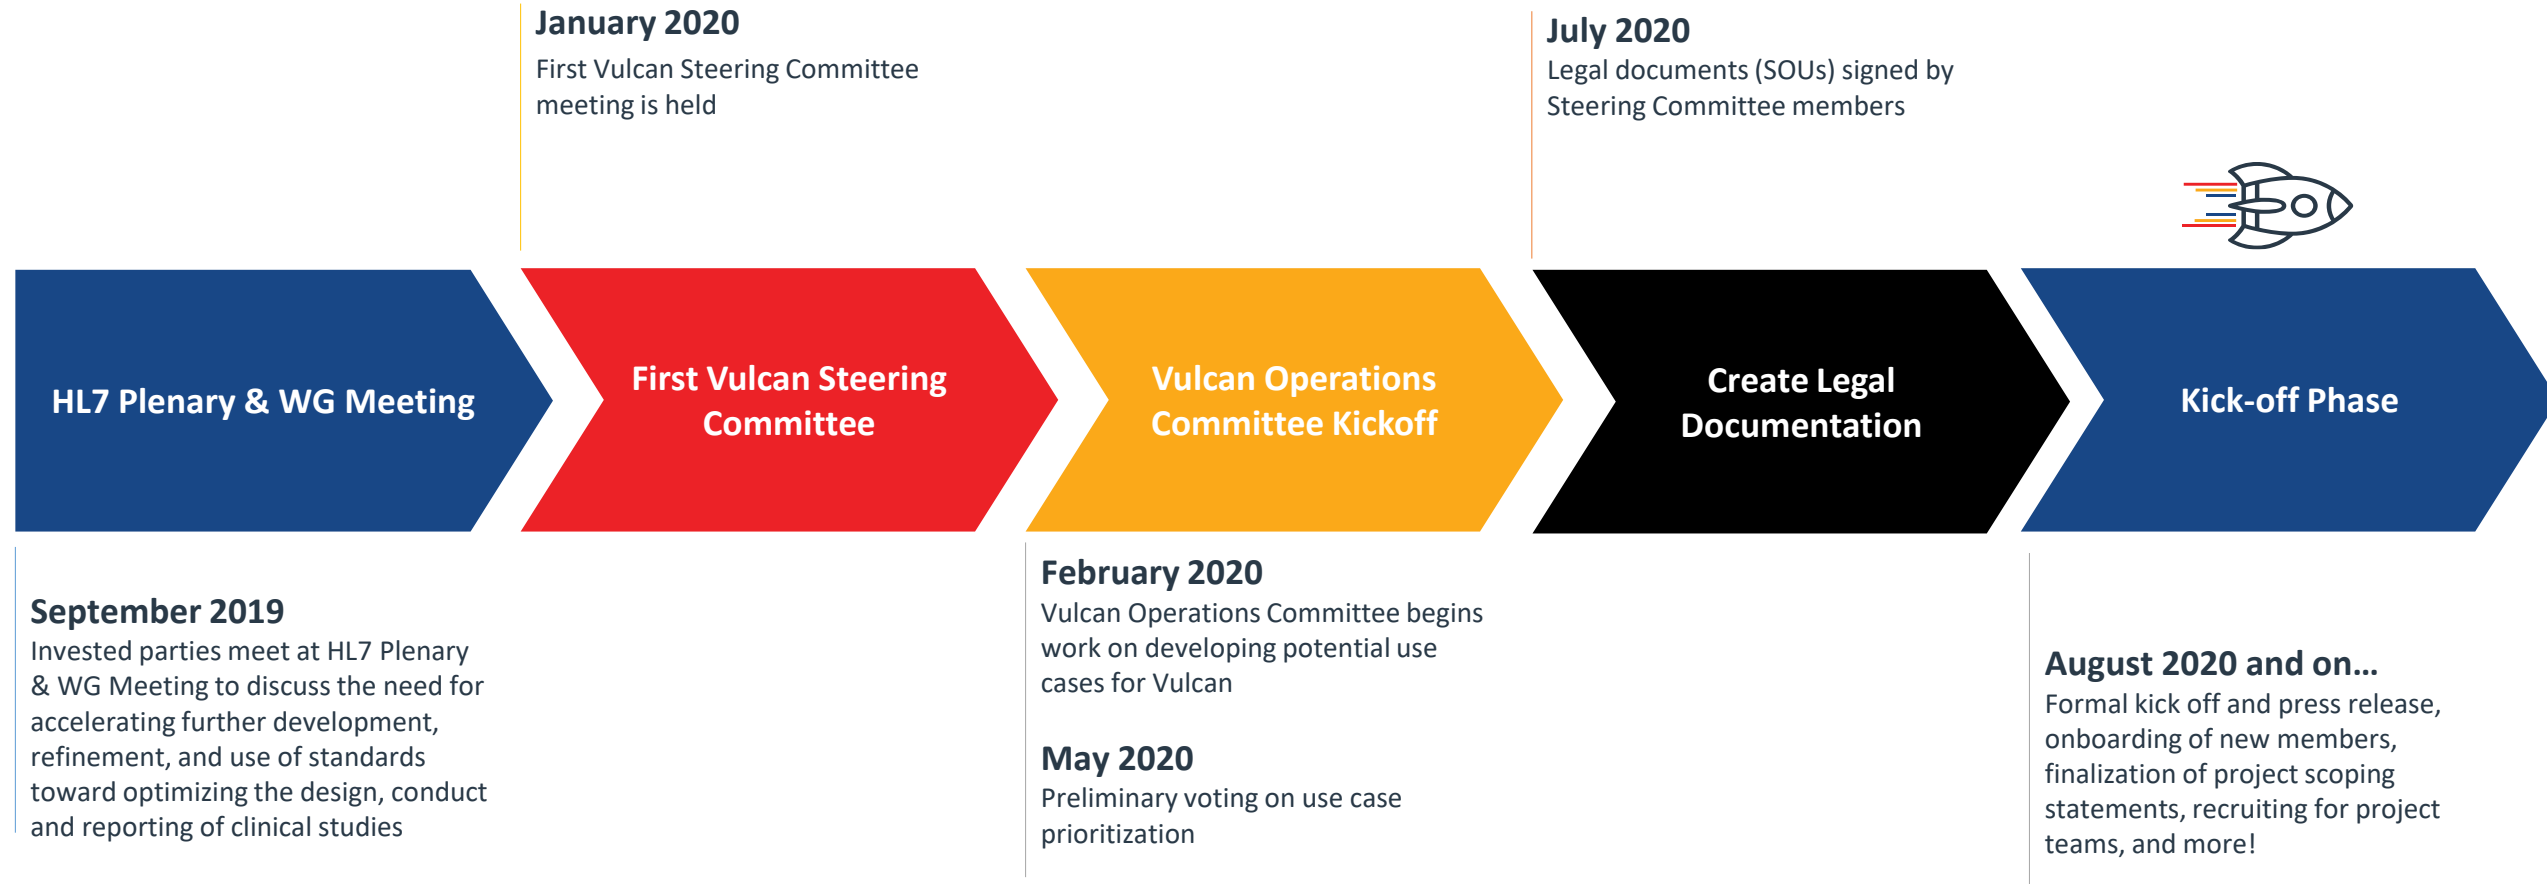 January 2020
First Vulcan Steering Committee
meeting is held
July 2020
Legal documents (SOUs) signed by
Steering Committee members
HL7 Plenary & WG Meeting
First Vulcan Steering
Committee
Vulcan Operations
Committee Kickoff
Create Legal
Documentation
Kick-off Phase
September 2019
Invested parties meet at HL7 Plenary
& WG Meeting to discuss the need for
accelerating further development,
refinement, and use of standards
toward optimizing the design, conduct
and reporting of clinical studies
February 2020
Vulcan Operations Committee begins
work on developing potential use
cases for Vulcan
May 2020
Preliminary voting on use case
prioritization
August 2020 and on…
Formal kick off and press release,
onboarding of new members,
finalization of project scoping
statements, recruiting for project
teams, and more!